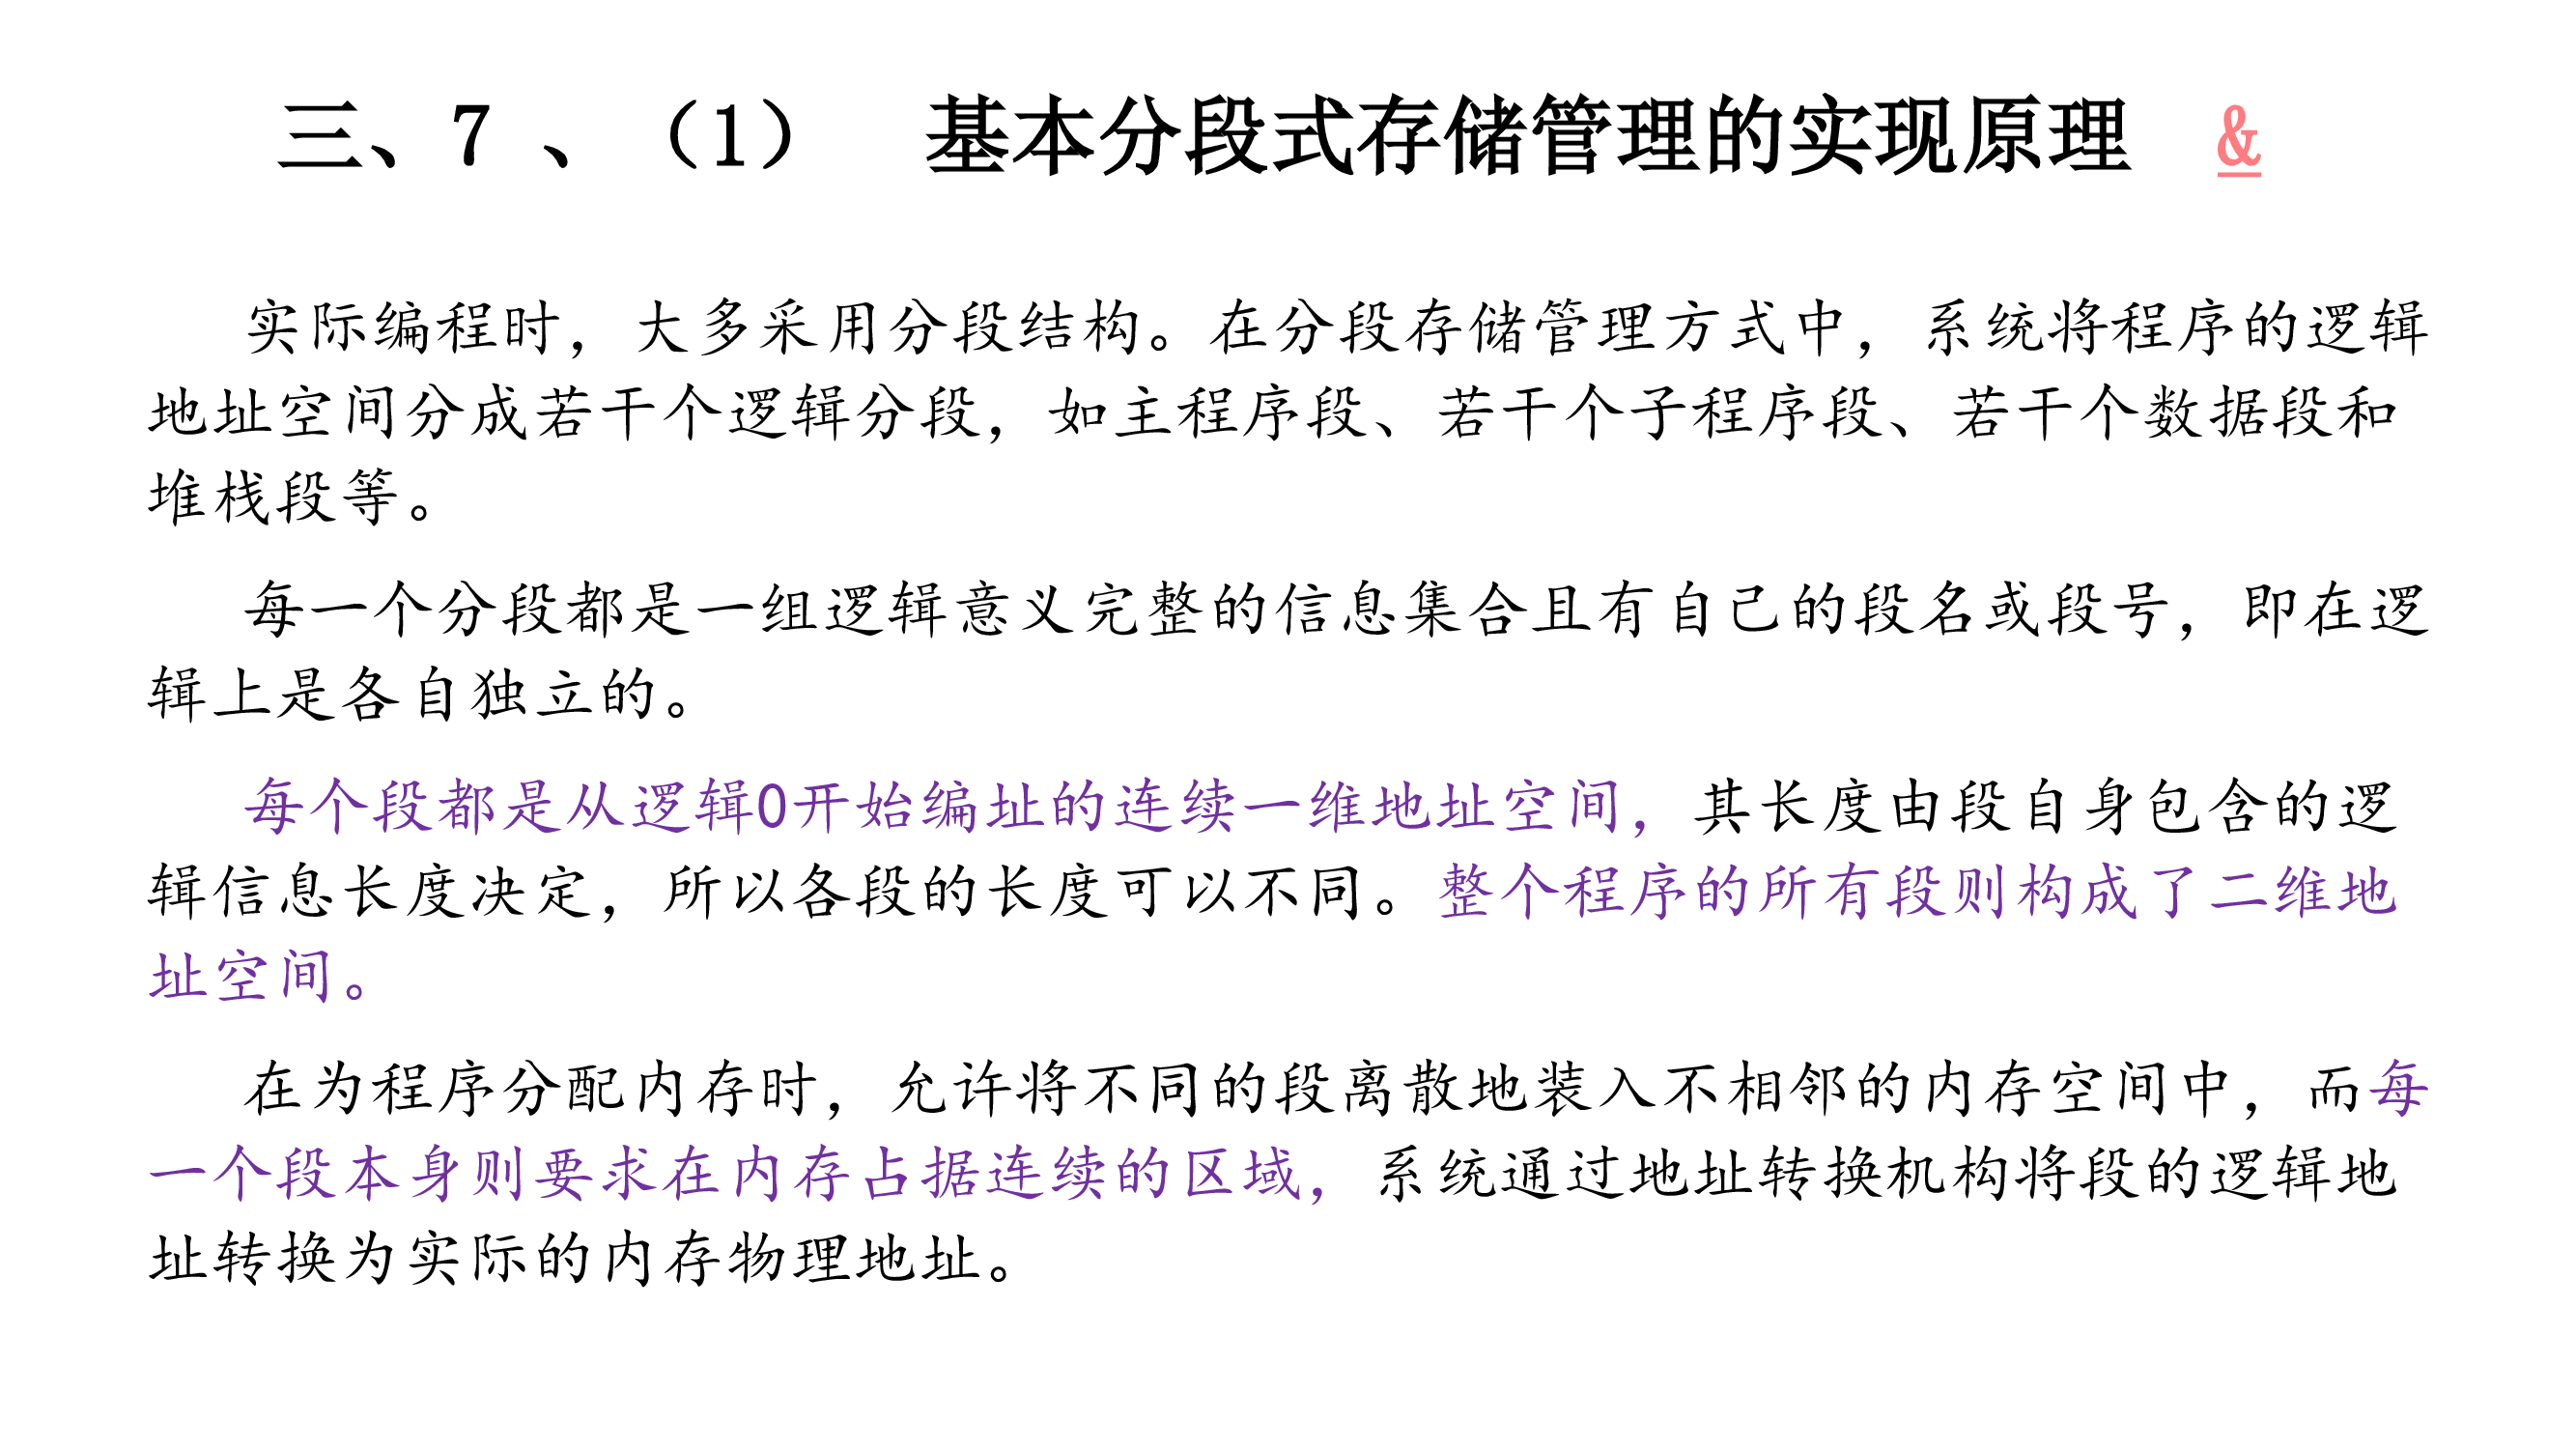 三、7 、（1） 基本分段式存储管理的实现原理 &
实际编程时，大多采用分段结构。在分段存储管理方式中，系统将程序的逻辑
地址空间分成若干个逻辑分段，如主程序段、若干个子程序段、若干个数据段和
堆栈段等。
每一个分段都是一组逻辑意义完整的信息集合且有自己的段名或段号，即在逻
辑上是各自独立的。
每个段都是从逻辑0开始编址的连续一维地址空间，其长度由段自身包含的逻
辑信息长度决定，所以各段的长度可以不同。整个程序的所有段则构成了二维地
址空间。
在为程序分配内存时，允许将不同的段离散地装入不相邻的内存空间中，而每
一个段本身则要求在内存占据连续的区域，系统通过地址转换机构将段的逻辑地
址转换为实际的内存物理地址。